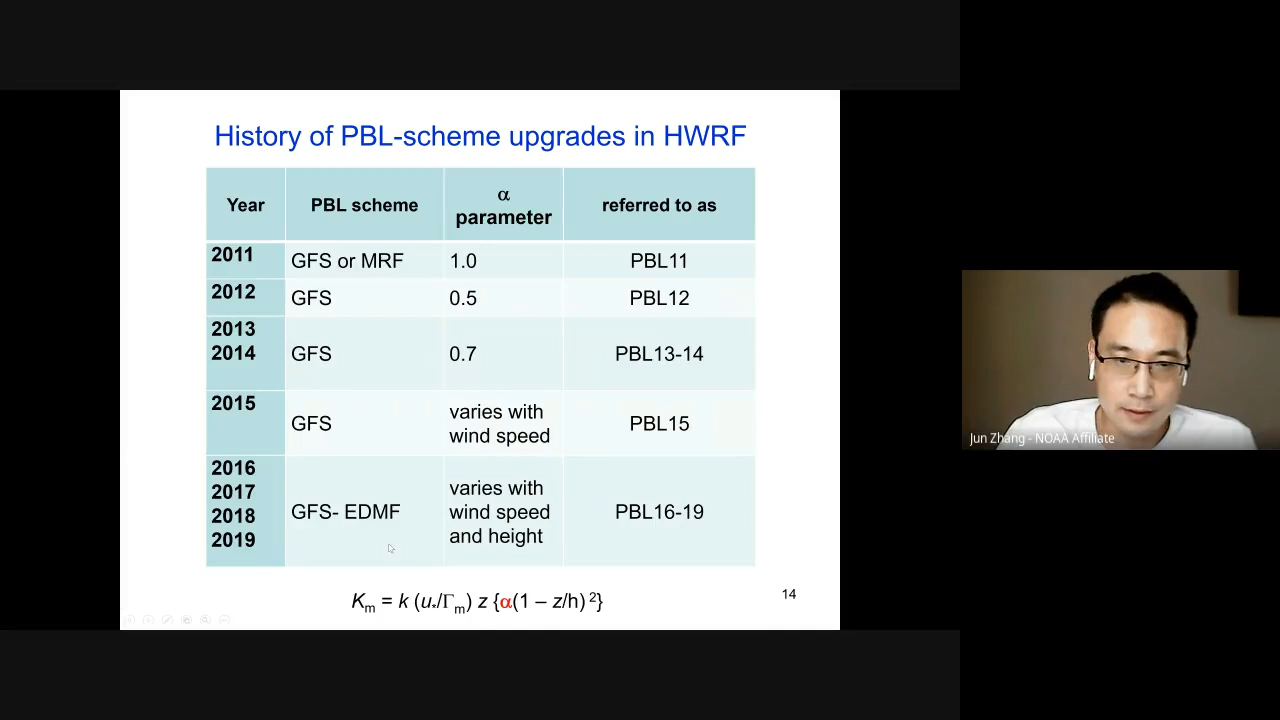 History of PBL-scheme upgrades in HWRF
Year PBL scheme α parameter referred to as
2011 GFS or MRF 1.0 PBL11
2012 GFS 0.5 PBL12
2013 2014 GFS 0.7 PBL13-14
2015 GFS varies with wind speed PBL15
2016 2017 2018 2019 GFS- EDMF varies with wind speed and height PBL16-19
Km = k (u*/Γm) z {α(1 – z/h) ²}
14
Jun Zhang - NOAA Affiliate